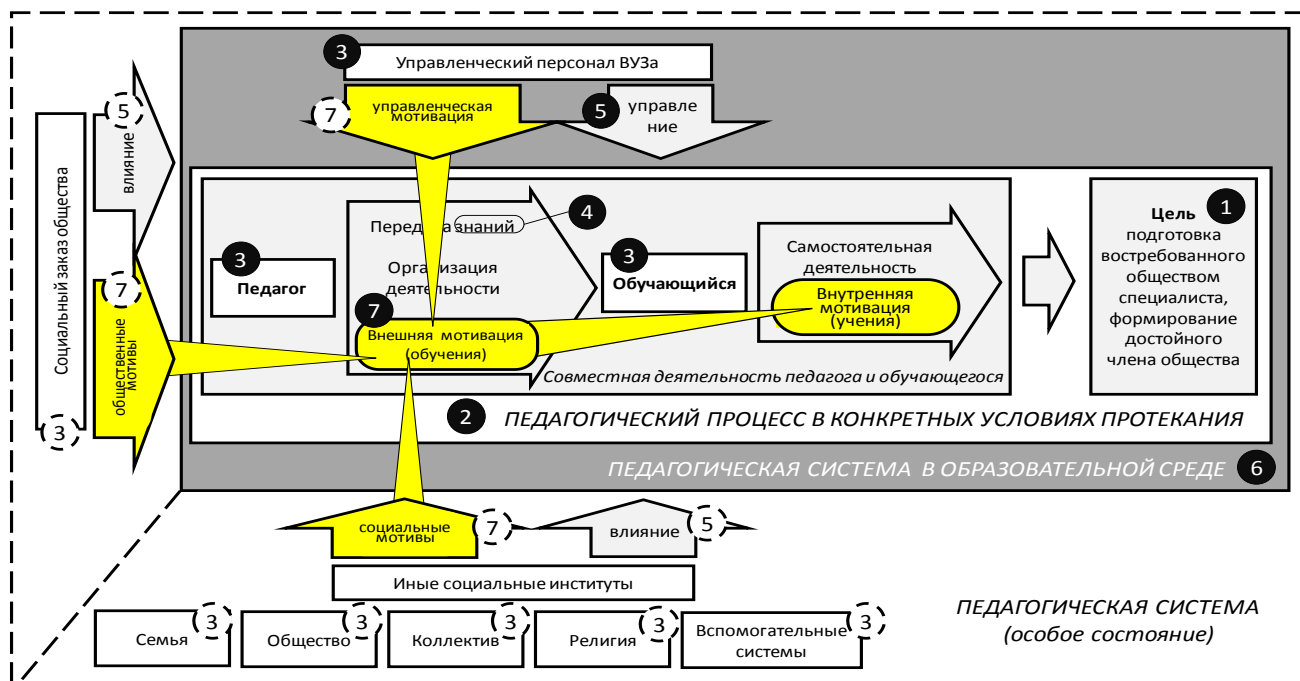 3
Управленческий персонал ВУЗа
7
управленческая
мотивация
5
управле
ние
5
влияние
Социальный заказ общества
3
7
общественные
мотивы
3
Педагог
знаний
4
Организация
деятельности
7
Внешняя мотивация
(обучения)
3
Обучающийся
Самостоятельная
деятельность
Внутренняя
мотивация
(учения)
Совместная деятельность педагога и обучающегося
1
Цель
подготовка
востребованного
обществом
специалиста,
формирование
достойного
члена общества
2
ПЕДАГОГИЧЕСКИЙ ПРОЦЕСС В КОНКРЕТНЫХ УСЛОВИЯХ ПРОТЕКАНИЯ
ПЕДАГОГИЧЕСКАЯ СИСТЕМА В ОБРАЗОВАТЕЛЬНОЙ СРЕДЕ
6
социальные
мотивы
7
влияние
5
Иные социальные институты
Семья
3
Общество
3
Коллектив
3
Религия
3
Вспомогательные
системы
3
ПЕДАГОГИЧЕСКАЯ СИСТЕМА
(особое состояние)